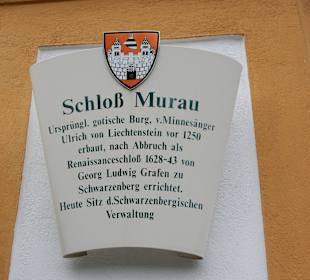 Schloß Murau
Ursprüngl. gotische Burg, v. Minnesänger
Ulrich von Liechtenstein vor 1250
erbaut, nach Abbruch als
Renaissanceschloß 1628-43 von
Georg Ludwig Grafen zu
Schwarzenberg errichtet.
Heute Sitz d. Schwarzenbergischen
Verwaltung